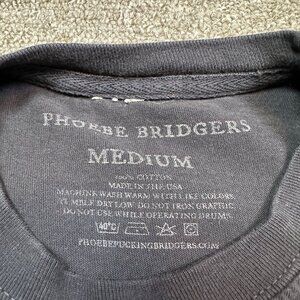 PHOEBE BRIDGERS
MEDIUM
100% COTTON
MADE IN THE USA
MACHINE WASH WARM WITH LIKE COLORS.
TUMBLE DRY LOW. DO NOT IRON GRAPHIC.
DO NOT USE WHILE OPERATING DRUMS.
40°C
PHOEBEFUCKINGBRIDGERS.COM